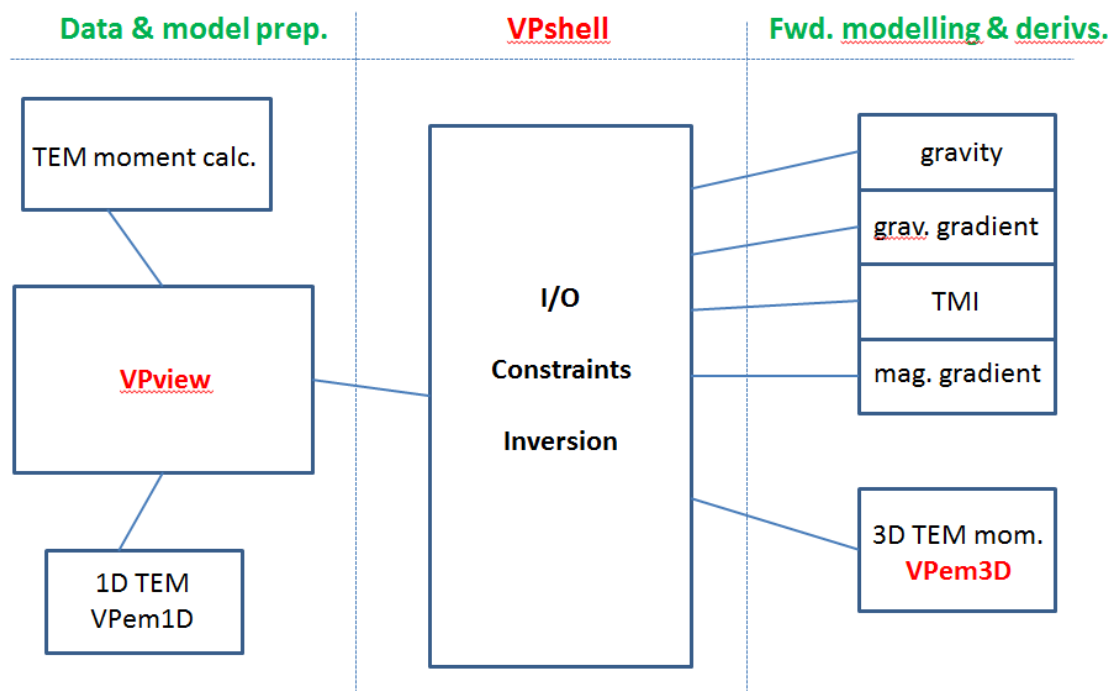 Data & model prep.
VPshell
Fwd. modelling & derivs.
TEM moment calc.
VPview
1D TEM
VPem1D
I/O
Constraints
Inversion
gravity
grav. gradient
TMI
mag. gradient
3D TEM mom.
VPem3D